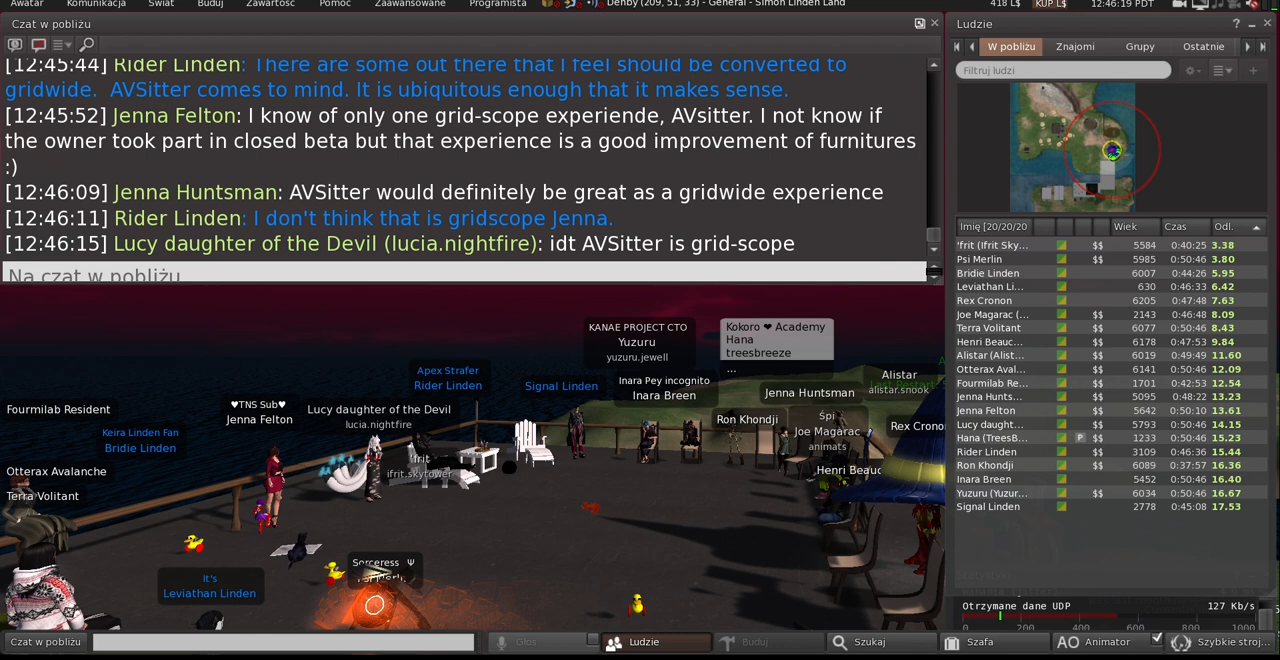 Awatar Komunikacja Świat Buduj Zawartość Pomoc Zaawansowane Programista Denby (209, 51, 33) - General - Simon Linden Land 418 L$ KUP L$ 12:46:19 PDT
Czat w pobliżu
[12:45:44] Rider Linden: There are some out there that I feel should be converted to
gridwide. AVSitter comes to mind. It is ubiquitous enough that it makes sense.
[12:45:52] Jenna Felton: I know of only one grid-scope experiende, AVsitter. I not know if
the owner took part in closed beta but that experience is a good improvement of furnitures
:)
[12:46:09] Jenna Huntsman: AVSitter would definitely be great as a gridwide experience
[12:46:11] Rider Linden: I don't think that is gridscope Jenna.
[12:46:15] Lucy daughter of the Devil (lucia.nightfire): idt AVSitter is grid-scope
Na czat w pobliżu
KANAE PROJECT CTO
Yuzuru
yuzuru.jewell
Kokoro ❤ Academy
Hana
treesbreeze
...
Apex Strafer
Rider Linden
Signal Linden
Inara Pey incognito
Inara Breen
Jenna Huntsman
Alistar
alistar.snook
Fourmilab Resident
♥TNS Sub♥
Jenna Felton
Lucy daughter of the Devil
lucia.nightfire
Ron Khondji
Śpi
Joe Magarac
animats
Rex Crono
Keira Linden Fan
Bridie Linden
frit
ifrit.skytower
Henri Beauc
Otterax Avalanche
Terra Volitant
Sorceress Ψ
It's
Leviathan Linden
Ludzie
W pobliżu Znajomi Grupy Ostatnie
Filtruj ludzi
Imię [20/20/20 Wiek Czas Odl.
'frit (Ifrit Sky... $$ 5584 0:40:25 3.38
Psi Merlin $$ 5985 0:50:46 3.80
Bridie Linden 6007 0:44:26 5.95
Leviathan Li... 630 0:46:33 6.42
Rex Cronon 6205 0:47:48 7.63
Joe Magarac (... $$ 2143 0:46:48 8.09
Terra Volitant $$ 6077 0:50:46 8.43
Henri Beauc... $$ 6178 0:47:53 9.84
Alistar (Alist... $$ 6019 0:49:49 11.60
Otterax Aval... $$ 6141 0:50:46 12.09
Fourmilab Re... $$ 1701 0:42:53 12.54
Jenna Hunts... $$ 5095 0:48:22 13.23
Jenna Felton $$ 5642 0:50:10 13.61
Lucy daught... $$ 5793 0:50:46 14.15
Hana (TreesB... P $$ 1233 0:50:46 15.23
Rider Linden $$ 3109 0:46:36 15.44
Ron Khondji $$ 6089 0:37:57 16.36
Inara Breen 5452 0:50:46 16.40
Yuzuru (Yuzur... $$ 6034 0:50:46 16.67
Signal Linden 2778 0:45:08 17.53
Otrzymane dane UDP 127 Kb/s
0 200 400 600 800 1000
Czat w pobliżu Głos Ludzie Buduj Szukaj Szafa AO Animator Szybkie stroj...